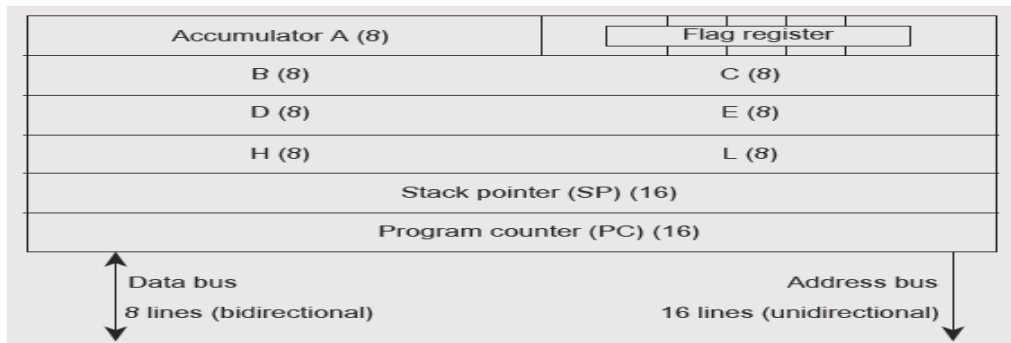 Accumulator A (8) Flag register
B (8) C (8)
D (8) E (8)
H (8) L (8)
Stack pointer (SP) (16)
Program counter (PC) (16)
Data bus Address bus
8 lines (bidirectional) 16 lines (unidirectional)